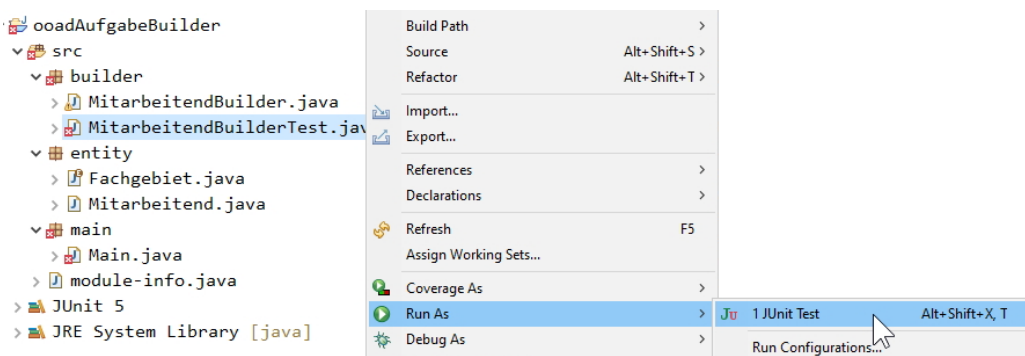 ooadAufgabeBuilder
src
builder
MitarbeitendBuilder.java
MitarbeitendBuilderTest.jav
entity
Fachgebiet.java
Mitarbeitend.java
main
Main.java
module-info.java
JUnit 5
JRE System Library [java]
Build Path >
Source Alt+Shift+S >
Refactor Alt+Shift+T >
Import...
Export...
References >
Declarations >
Refresh F5
Assign Working Sets...
Coverage As >
Run As >
Debug As >
Ju 1 JUnit Test Alt+Shift+X, T
Run Configurations...